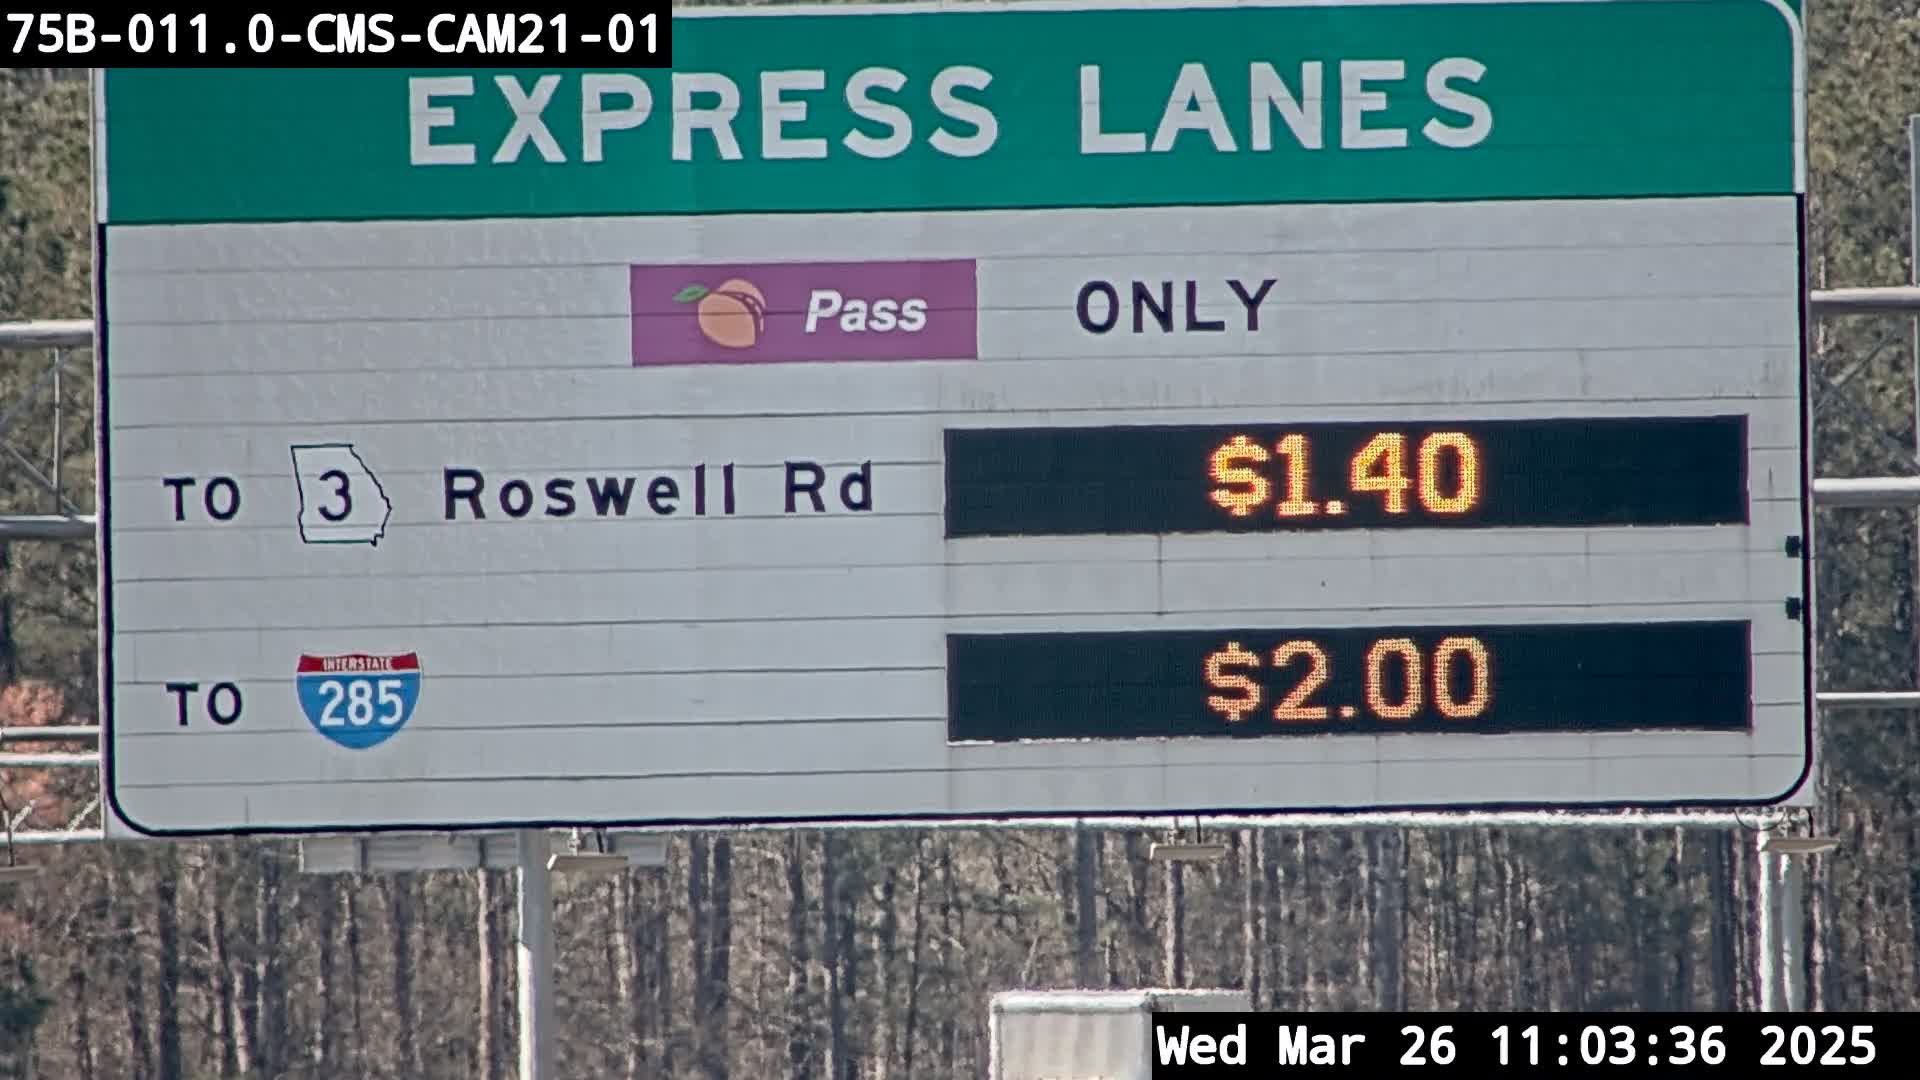 75B-011.0-CMS-CAM21-01
EXPRESS LANES
Pass ONLY
TO 3 Roswell Rd $1.40
TO INTERSTATE 285 $2.00
Wed Mar 26 11:03:36 2025